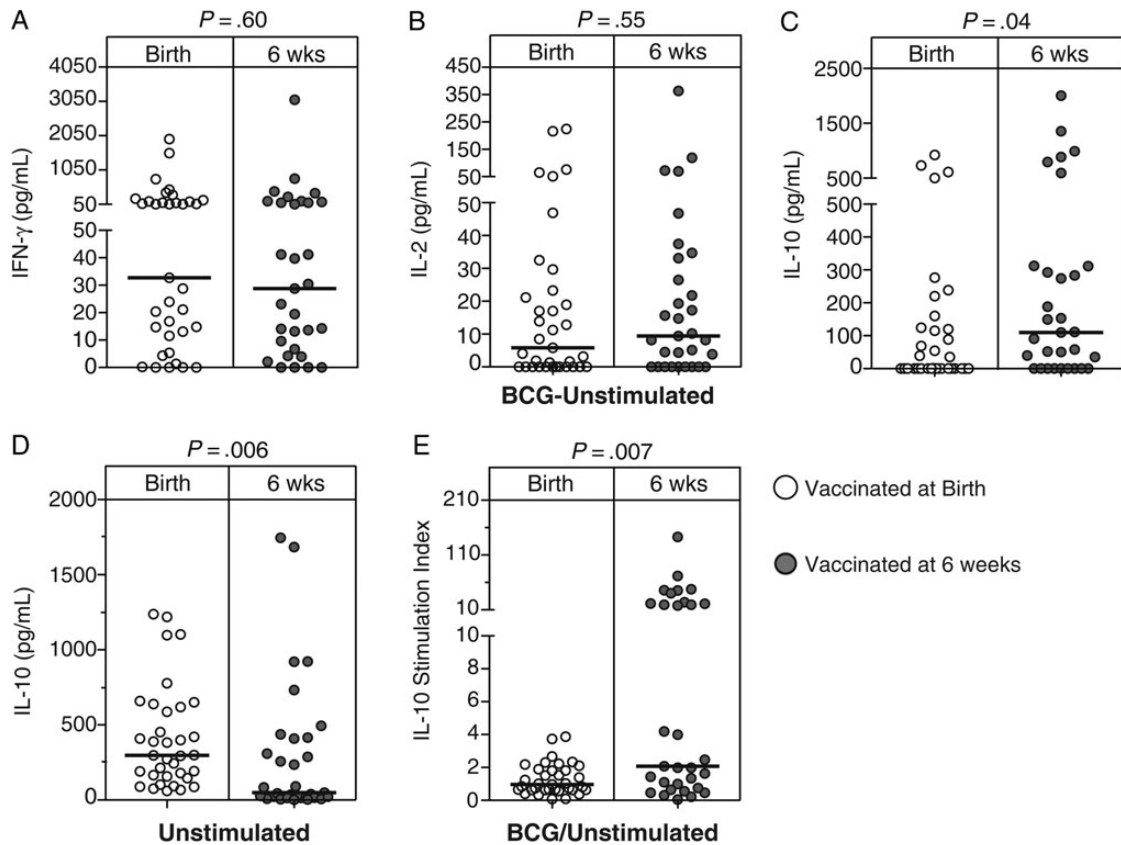 A
P = .60
Birth
6 wks
4050
3050
2050
1050
50
50
40
30
20
10
0
IFN-γ (pg/mL)
B
P = .55
Birth
6 wks
450
350
250
150
50
50
40
30
20
10
0
IL-2 (pg/mL)
BCG-Unstimulated
C
P = .04
Birth
6 wks
2500
1500
500
500
400
300
200
100
0
IL-10 (pg/mL)
D
P = .006
Birth
6 wks
2000
1500
1000
500
0
IL-10 (pg/mL)
Unstimulated
E
P = .007
Birth
6 wks
210
110
10
10
8
6
4
2
0
IL-10 Stimulation Index
BCG/Unstimulated
Vaccinated at Birth
Vaccinated at 6 weeks